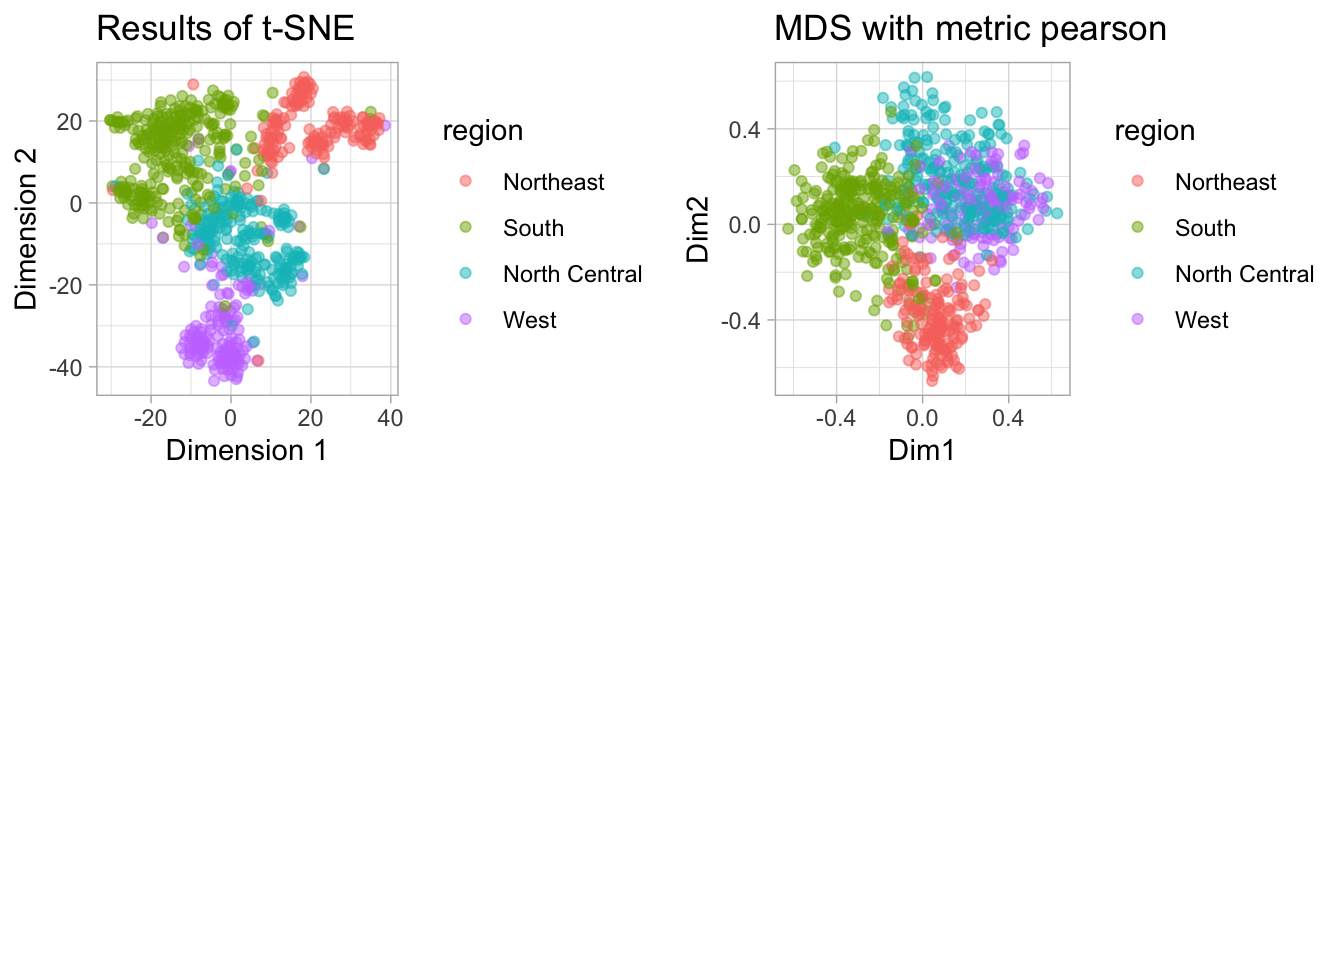 Results of t-SNE
Dimension 2
20
0
-20
-40
-20
0
20
40
Dimension 1
region
Northeast
South
North Central
West
MDS with metric pearson
Dim2
0.4
0.0
-0.4
-0.4
0.0
0.4
Dim1
region
Northeast
South
North Central
West